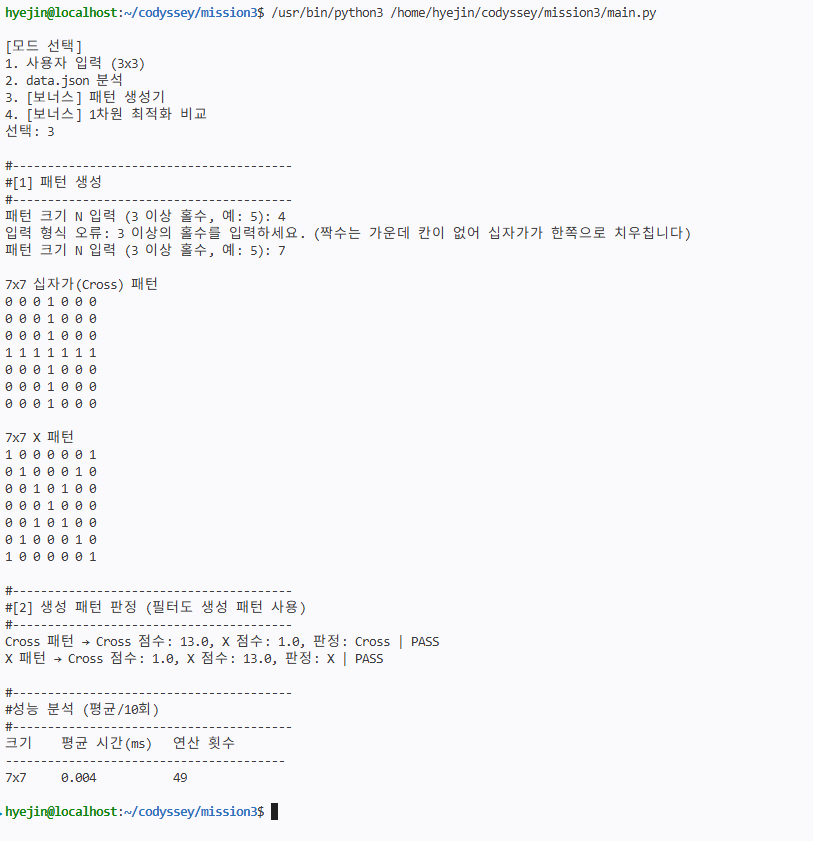 hyejin@localhost:~/codyssey/mission3$ /usr/bin/python3 /home/hyejin/codyssey/mission3/main.py
[모드 선택]
1. 사용자 입력 (3x3)
2. data.json 분석
3. [보너스] 패턴 생성기
4. [보너스] 1차원 최적화 비교
선택: 3
#----------------------------------------
#[1] 패턴 생성
#----------------------------------------
패턴 크기 N 입력 (3 이상 홀수, 예: 5): 4
입력 형식 오류: 3 이상의 홀수를 입력하세요. (짝수는 가운데 칸이 없어 십자가가 한쪽으로 치우칩니다)
패턴 크기 N 입력 (3 이상 홀수, 예: 5): 7
7x7 십자가(Cross) 패턴
0 0 0 1 0 0 0
0 0 0 1 0 0 0
0 0 0 1 0 0 0
1 1 1 1 1 1 1
0 0 0 1 0 0 0
0 0 0 1 0 0 0
0 0 0 1 0 0 0
7x7 X 패턴
1 0 0 0 0 0 1
0 1 0 0 0 1 0
0 0 1 0 1 0 0
0 0 0 1 0 0 0
0 0 1 0 1 0 0
0 1 0 0 0 1 0
1 0 0 0 0 0 1
#----------------------------------------
#[2] 생성 패턴 판정 (필터도 생성 패턴 사용)
#----------------------------------------
Cross 패턴 → Cross 점수: 13.0, X 점수: 1.0, 판정: Cross | PASS
X 패턴 → Cross 점수: 1.0, X 점수: 13.0, 판정: X | PASS
#----------------------------------------
#성능 분석 (평균/10회)
#----------------------------------------
크기 평균 시간(ms) 연산 횟수
----------------------------------------
7x7 0.004 49
hyejin@localhost:~/codyssey/mission3$